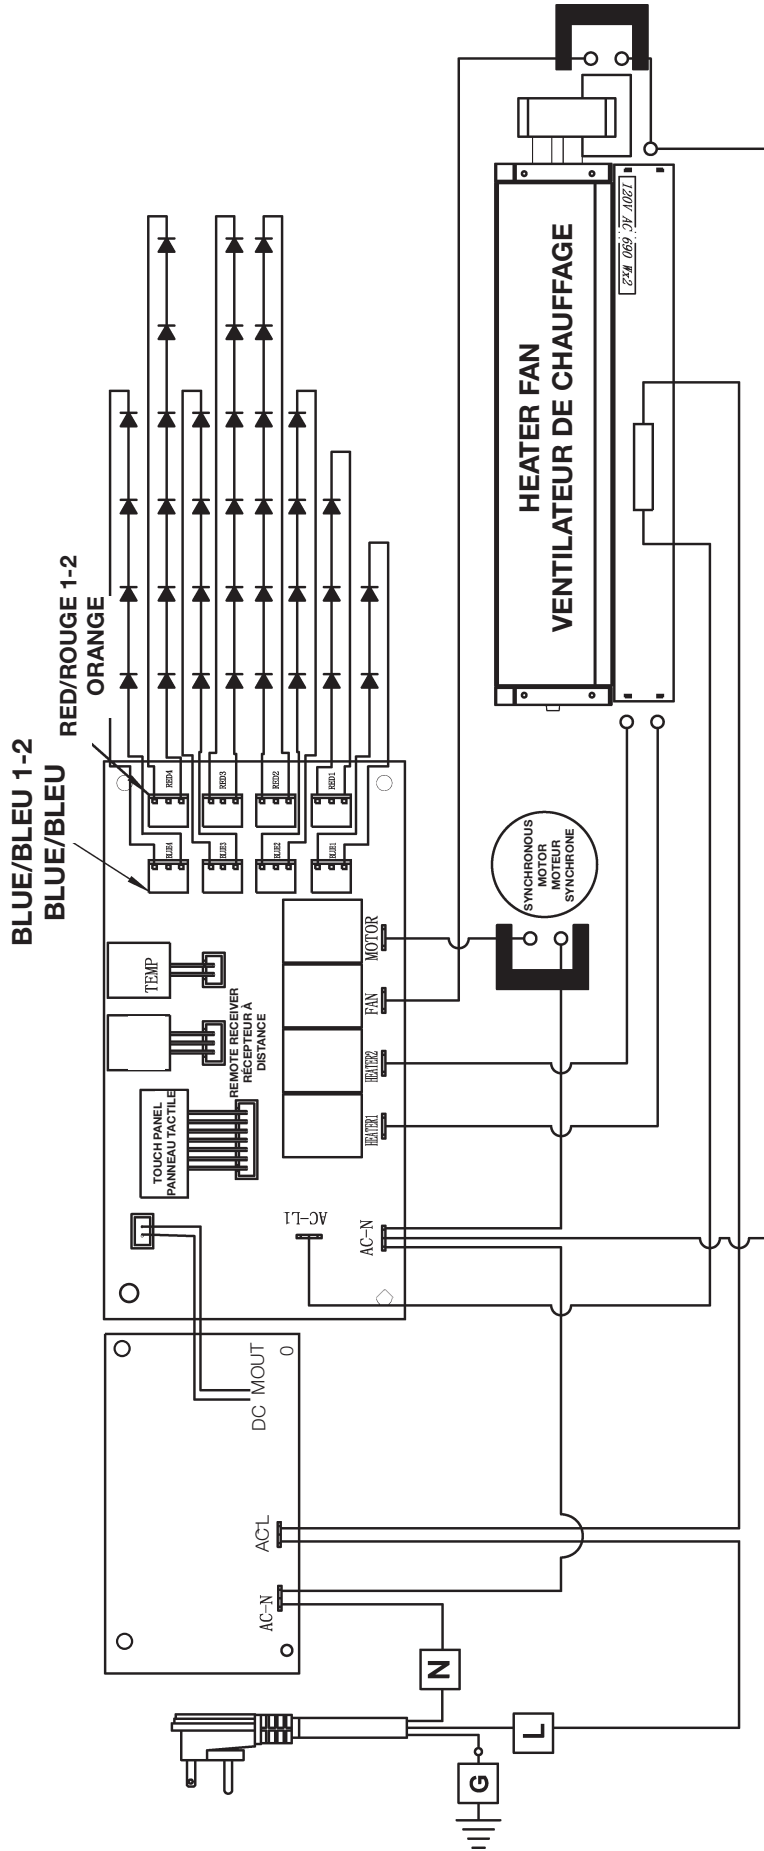 BLUE/BLEU 1-2
BLUE/BLEU
RED/ROUGE 1-2
ORANGE
RED4
RED3
RED2
RED1
BLUE4
BLUE3
BLUE2
BLUE1
TEMP
REMOTE RECEIVER
RÉCEPTEUR À
DISTANCE
TOUCH PANEL
PANNEAU TACTILE
MOTOR
FAN
HEATER2
HEATER1
AC-L1
AC-N
HEATER FAN
VENTILATEUR DE CHAUFFAGE
120V AC 690 Wx2
SYNCHRONOUS
MOTOR
MOTEUR
SYNCHRONE
DC MOUT
0
AC-L
AC-N
N
L
G